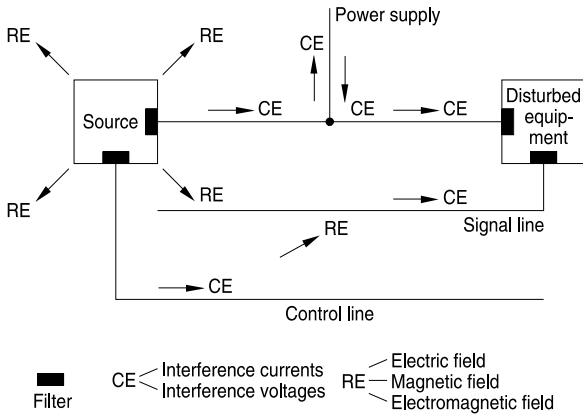 Power supply
RE
RE
CE
Source
CE
CE
CE
Disturbed
equip-
ment
RE
RE
CE
RE
Signal line
CE
Control line
Filter
CE
Interference currents
Interference voltages
RE
Electric field
Magnetic field
Electromagnetic field